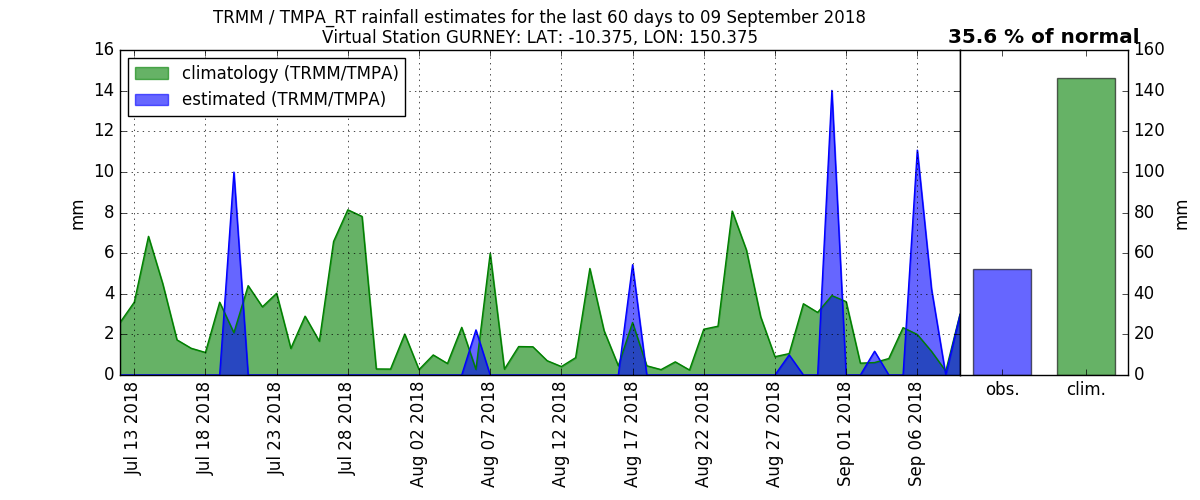 TRMM / TMPA_RT rainfall estimates for the last 60 days to 09 September 2018
Virtual Station GURNEY: LAT: -10.375, LON: 150.375
35.6 % of normal
climatology (TRMM/TMPA)
estimated (TRMM/TMPA)
mm
16
14
12
10
8
6
4
2
0
160
140
120
100
80
60
40
20
0
mm
Jul 13 2018
Jul 18 2018
Jul 23 2018
Jul 28 2018
Aug 02 2018
Aug 07 2018
Aug 12 2018
Aug 17 2018
Aug 22 2018
Aug 27 2018
Sep 01 2018
Sep 06 2018
obs.
clim.